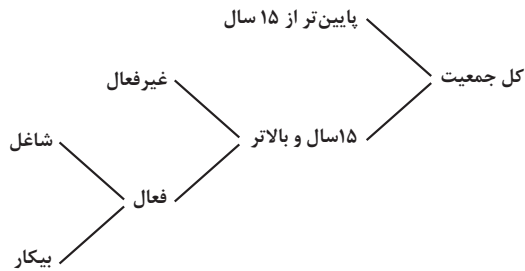 کل جمعیت
پایین‌تر از ۱۵ سال
۱۵سال و بالاتر
غیرفعال
فعال
شاغل
بیکار